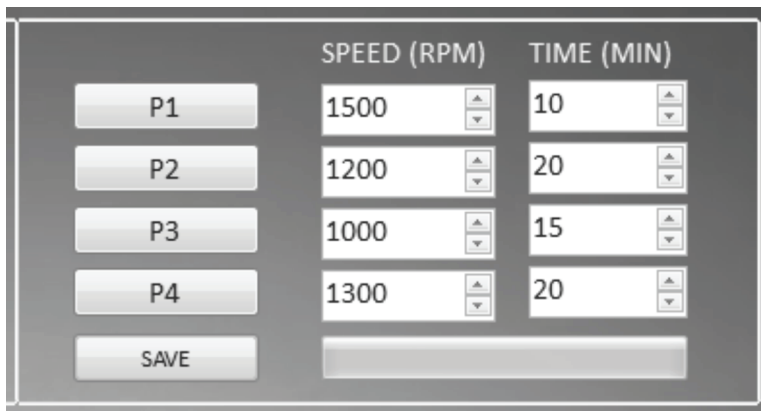 SPEED (RPM) TIME (MIN)
P1 1500 10
P2 1200 20
P3 1000 15
P4 1300 20
SAVE